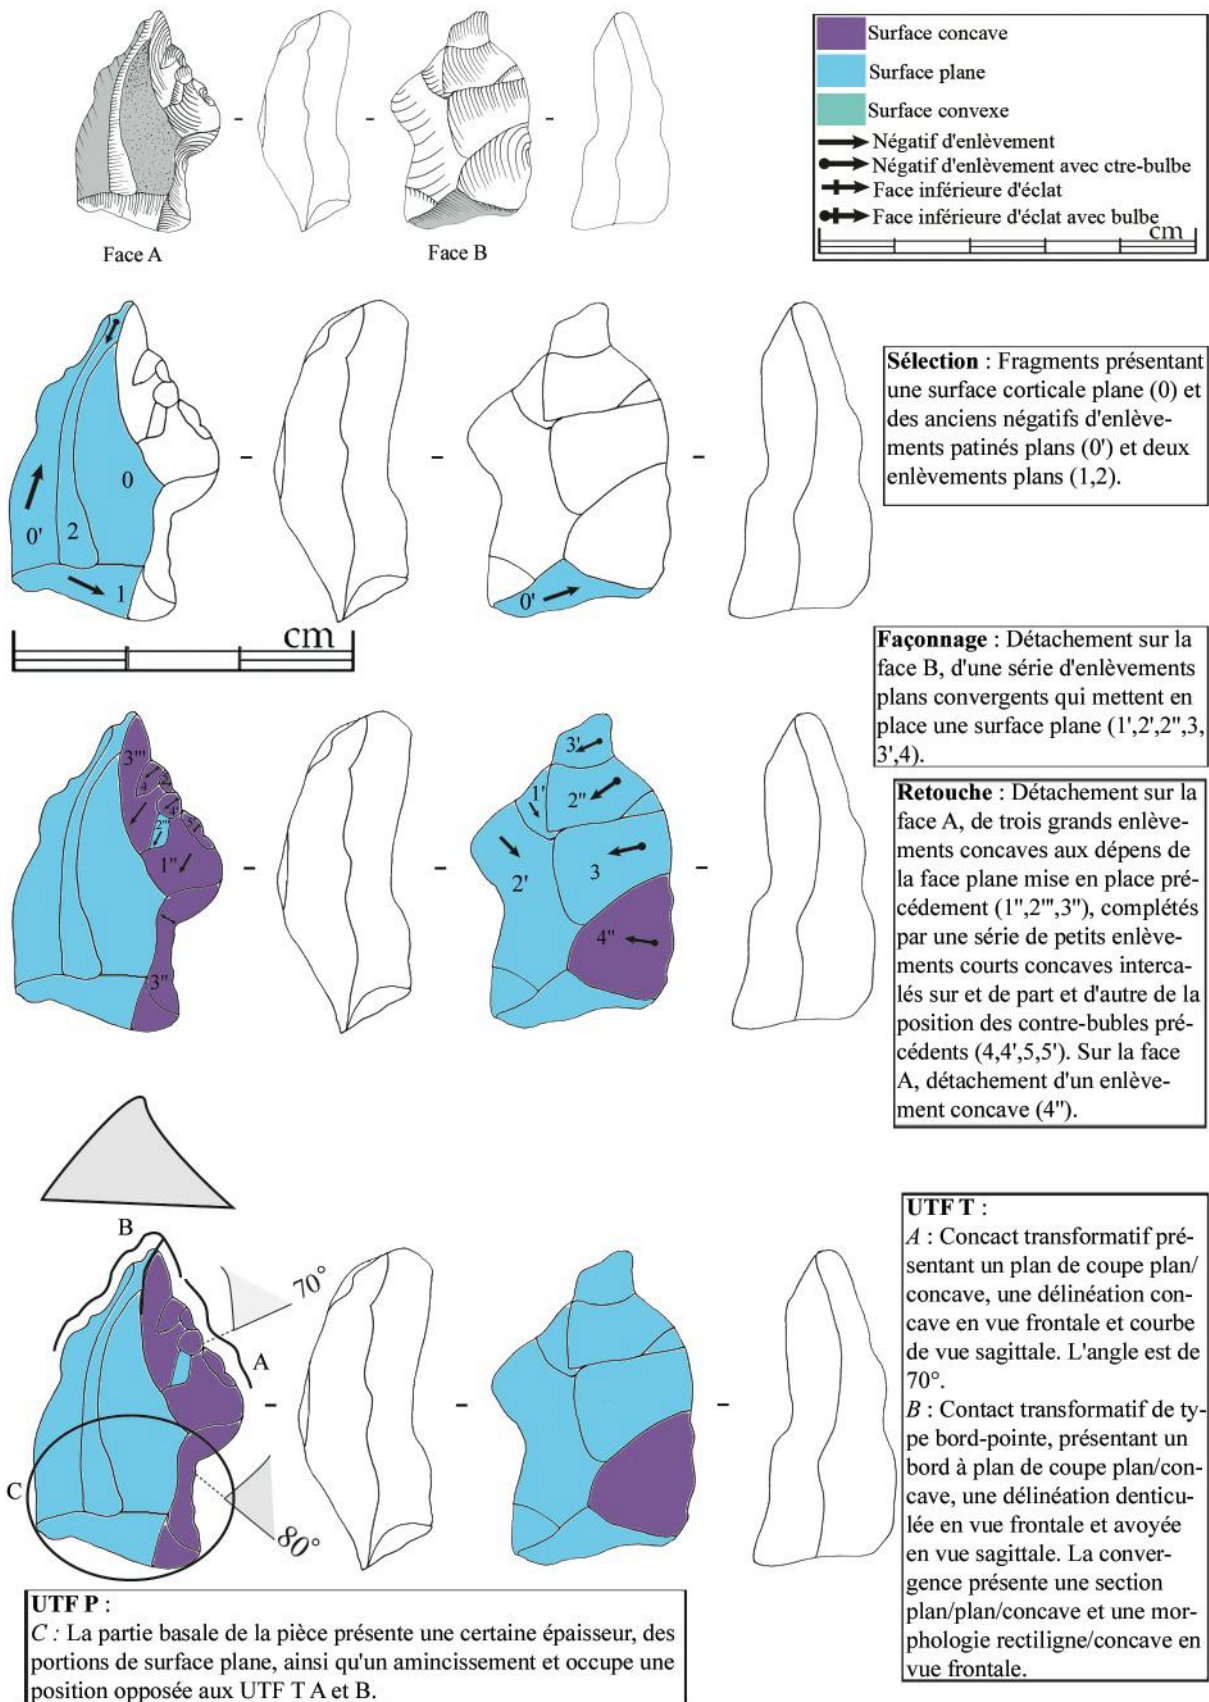 Surface concave
Surface plane
Surface convexe
Négatif d'enlèvement
Négatif d'enlèvement avec ctre-bulbe
Face inférieure d'éclat
Face inférieure d'éclat avec bulbe
cm
Face A
Face B
0'
2
0
1
0'
cm
Sélection : Fragments présentant
une surface corticale plane (0) et
des anciens négatifs d'enlève-
ments patinés plans (0') et deux
enlèvements plans (1,2).
Façonnage : Détachement sur la
face B, d'une série d'enlèvements
plans convergents qui mettent en
place une surface plane (1',2',2",3,
3',4).
3'''
4
5
4'
2'''
5'
1"
3"
3'
1'
2"
2'
3
4"
Retouche : Détachement sur la
face A, de trois grands enlève-
ments concaves aux dépens de
la face plane mise en place pré-
cédement (1",2''',3"), complétés
par une série de petits enlève-
ments courts concaves interca-
lés sur et de part et d'autre de la
position des contre-bubles pré-
cédents (4,4',5,5'). Sur la face
A, détachement d'un enlève-
ment concave (4").
B
70°
A
C
80°
UTF T :
A : Concact transformatif pré-
sentant un plan de coupe plan/
concave, une délinéation con-
cave en vue frontale et courbe
de vue sagittale. L'angle est de
70°.
B : Contact transformatif de ty-
pe bord-pointe, présentant un
bord à plan de coupe plan/con-
cave, une délinéation denticu-
lée en vue frontale et avoyée
en vue sagittale. La conver-
gence présente une section
plan/plan/concave et une mor-
phologie rectiligne/concave en
vue frontale.
UTF P :
C : La partie basale de la pièce présente une certaine épaisseur, des
portions de surface plane, ainsi qu'un amincissement et occupe une
position opposée aux UTF T A et B.